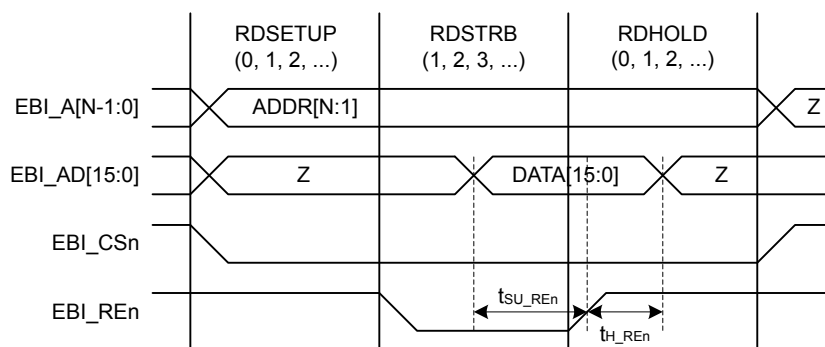 RDSETUP
(0, 1, 2, ...)
RDSTRB
(1, 2, 3, ...)
RDHOLD
(0, 1, 2, ...)
EBI_A[N-1:0]
ADDR[N:1]
Z
EBI_AD[15:0]
Z
DATA[15:0]
Z
EBI_CSn
EBI_REn
tSU_REn
tH_REn